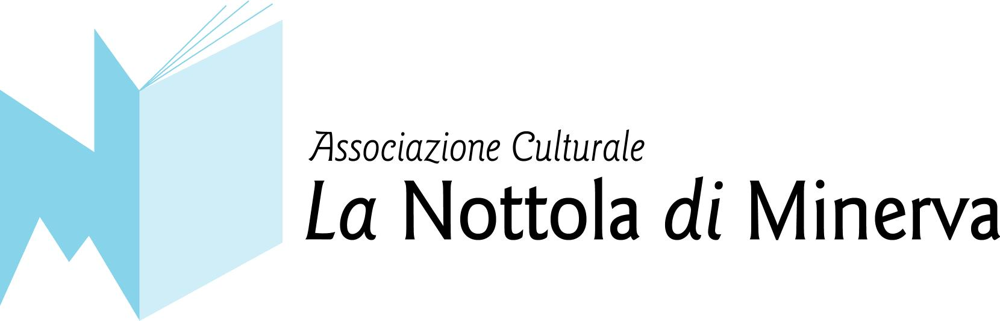 Associazione Culturale
La Nottola di Minerva